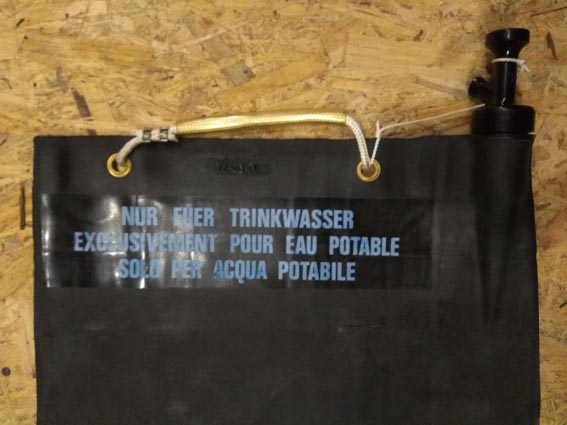 NUR FUER TRINKWASSER
EXCLUSIVEMENT POUR EAU POTABLE
SOLO PER ACQUA POTABILE